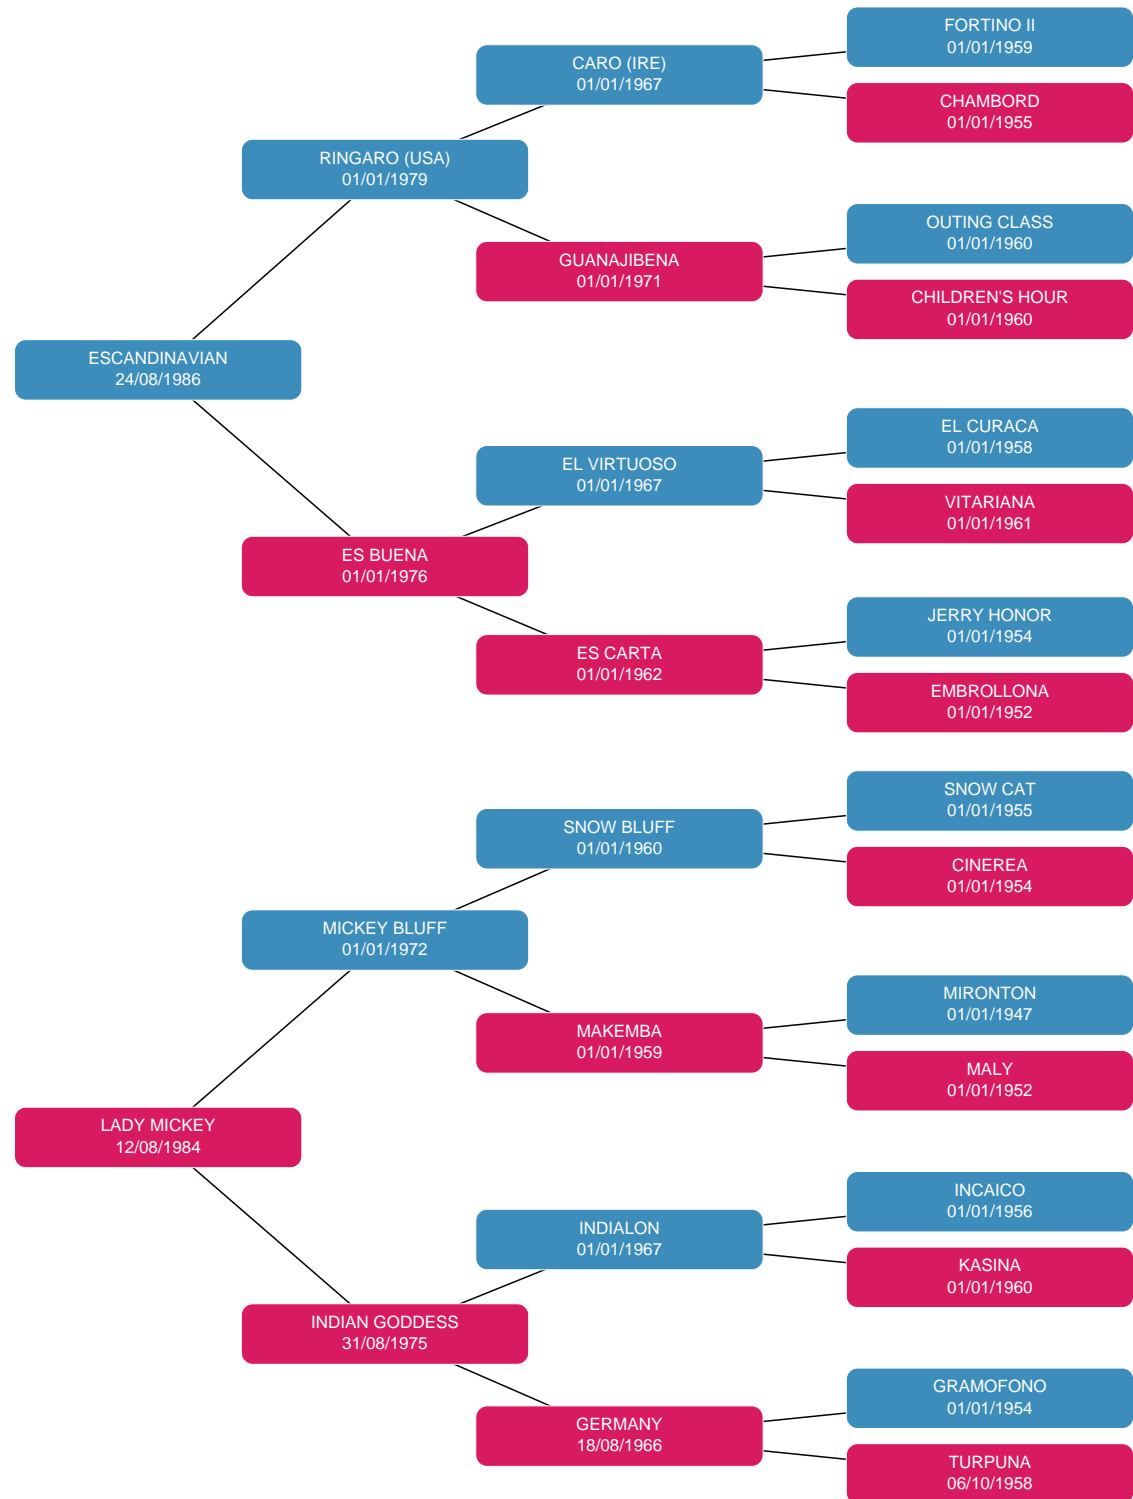 FORTINO II
01/01/1959
CARO (IRE)
01/01/1967
CHAMBORD
01/01/1955
RINGARO (USA)
01/01/1979
OUTING CLASS
01/01/1960
GUANAJIBENA
01/01/1971
CHILDREN'S HOUR
01/01/1960
ESCANDINAVIAN
24/08/1986
EL CURACA
01/01/1958
EL VIRTUOSO
01/01/1967
VITARIANA
01/01/1961
ES BUENA
01/01/1976
JERRY HONOR
01/01/1954
ES CARTA
01/01/1962
EMBROLLONA
01/01/1952
SNOW CAT
01/01/1955
SNOW BLUFF
01/01/1960
CINEREA
01/01/1954
MICKEY BLUFF
01/01/1972
MIRONTON
01/01/1947
MAKEMBA
01/01/1959
MALY
01/01/1952
LADY MICKEY
12/08/1984
INCAICO
01/01/1956
INDIALON
01/01/1967
KASINA
01/01/1960
INDIAN GODDESS
31/08/1975
GRAMOFONO
01/01/1954
GERMANY
18/08/1966
TURPUNA
06/10/1958